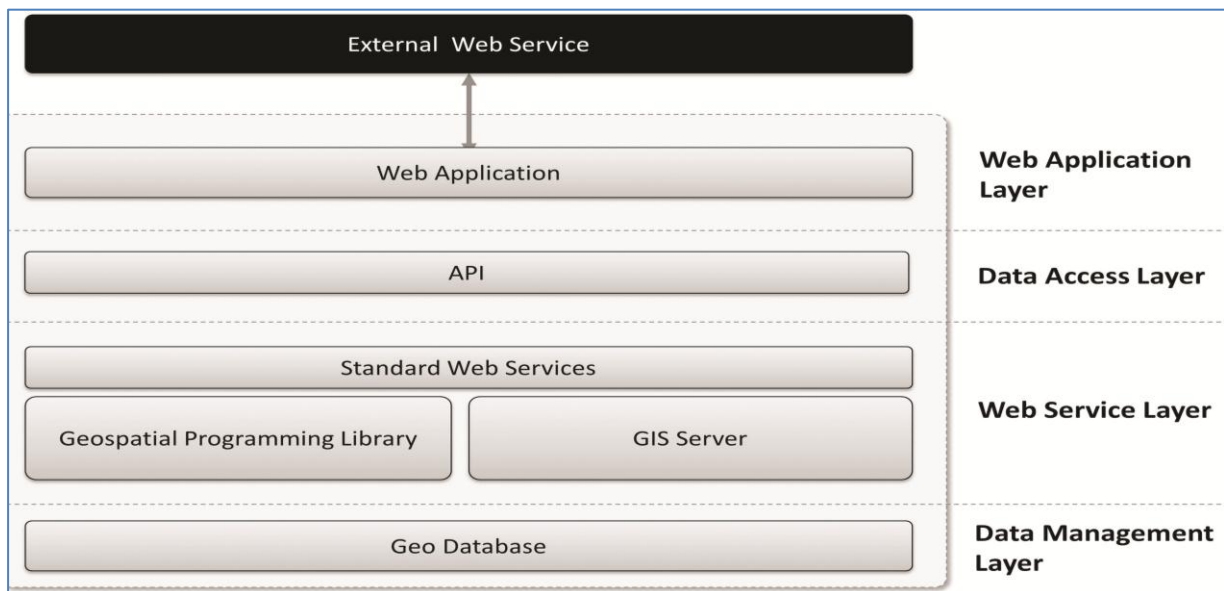 External Web Service
Web Application
Web Application
Layer
API
Data Access Layer
Standard Web Services
Geospatial Programming Library
GIS Server
Web Service Layer
Geo Database
Data Management
Layer